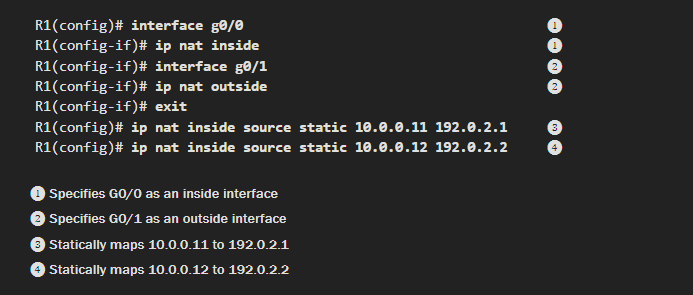 R1(config)# interface g0/0 1
R1(config-if)# ip nat inside 1
R1(config-if)# interface g0/1 2
R1(config-if)# ip nat outside 2
R1(config-if)# exit
R1(config)# ip nat inside source static 10.0.0.11 192.0.2.1 3
R1(config)# ip nat inside source static 10.0.0.12 192.0.2.2 4
1 Specifies G0/0 as an inside interface
2 Specifies G0/1 as an outside interface
3 Statically maps 10.0.0.11 to 192.0.2.1
4 Statically maps 10.0.0.12 to 192.0.2.2